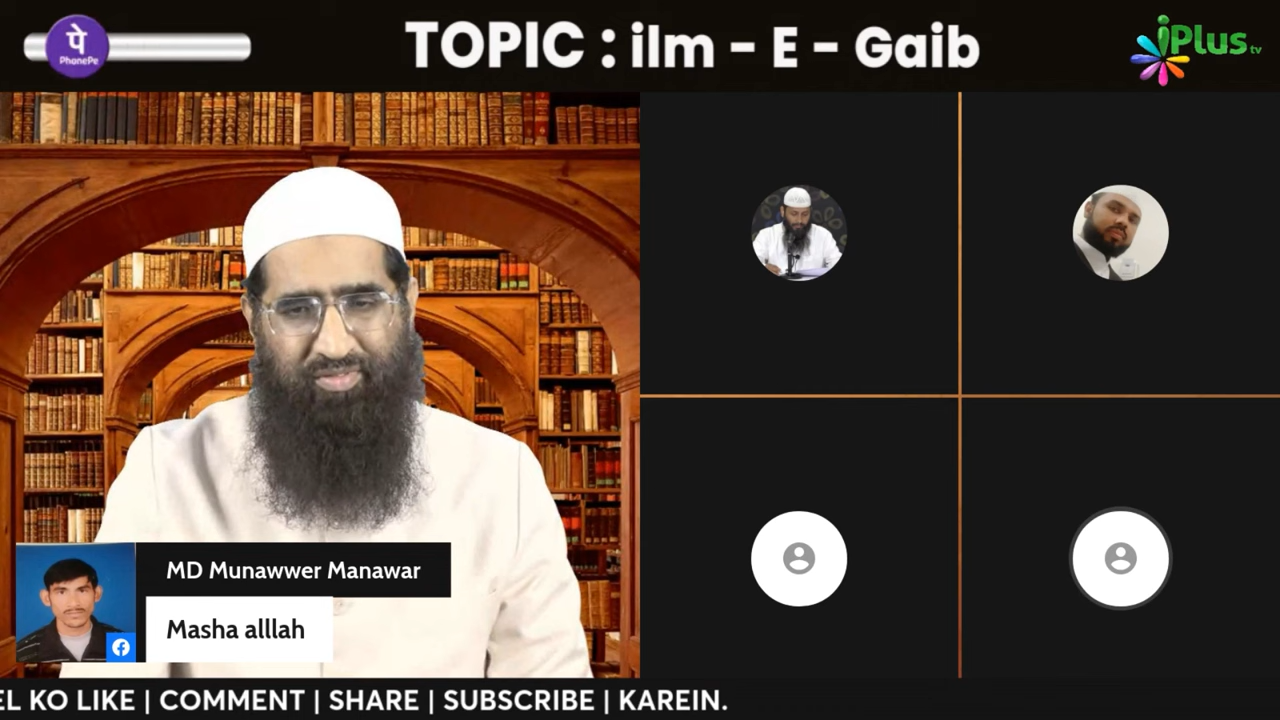 पे
PhonePe
TOPIC : ilm - E - Gaib
iPlus tv
MD Munawwer Manawar
Masha alllah
EL KO LIKE | COMMENT | SHARE | SUBSCRIBE | KAREIN.